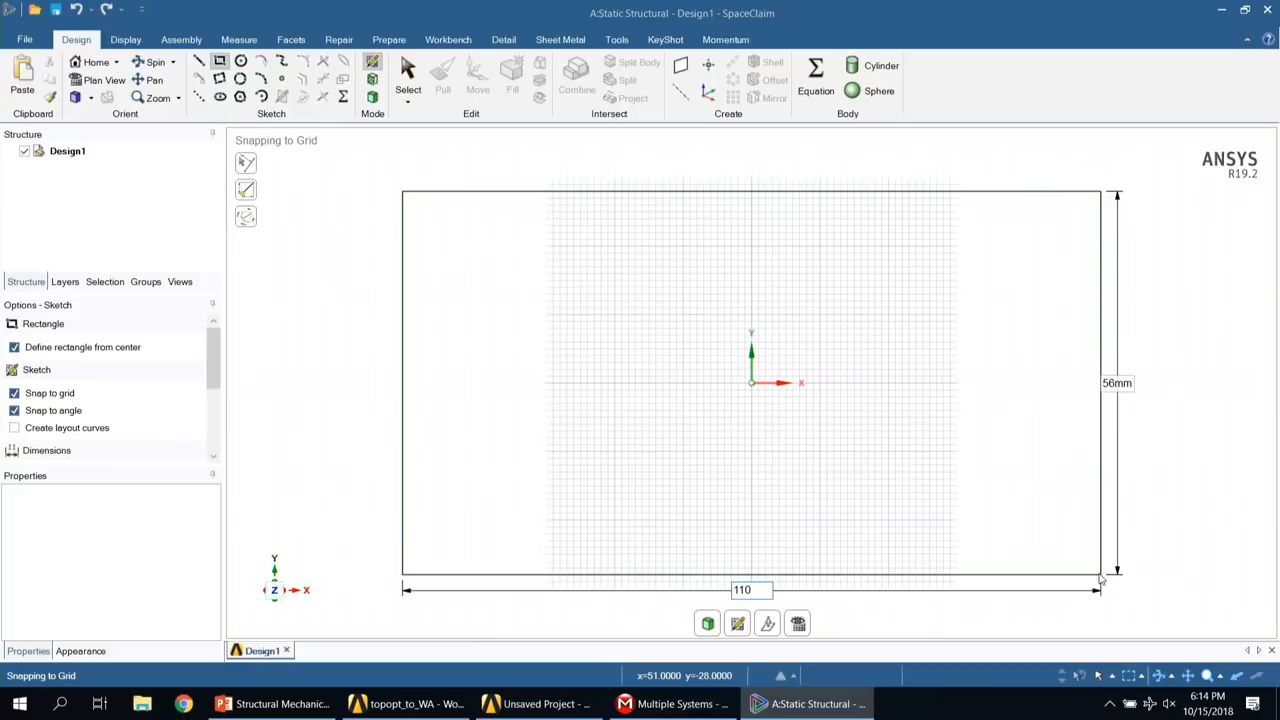 A:Static Structural - Design1 - SpaceClaim
File Design Display Assembly Measure Facets Repair Prepare Workbench Detail Sheet Metal Tools KeyShot Momentum
Paste
Home Spin
Plan View Pan
Zoom
Select Pull Move Fill
Combine Split Body
Split
Project
Shell
Offset
Mirror
Equation
Cylinder
Sphere
Clipboard Orient Sketch Mode Edit Intersect Create Body
Structure
Design1
Structure Layers Selection Groups Views
Options - Sketch
Rectangle
Define rectangle from center
Sketch
Snap to grid
Snap to angle
Create layout curves
Dimensions
Properties
Properties Appearance
Snapping to Grid
ANSYS
R19.2
Y
X
56mm
110
Y
Z X
Design1
Snapping to Grid
x=51.0000 y=-28.0000
Structural Mechanic...
topopt_to_WA - Wo...
Unsaved Project - ...
Multiple Systems - ...
A:Static Structural - ...
6:14 PM
10/15/2018